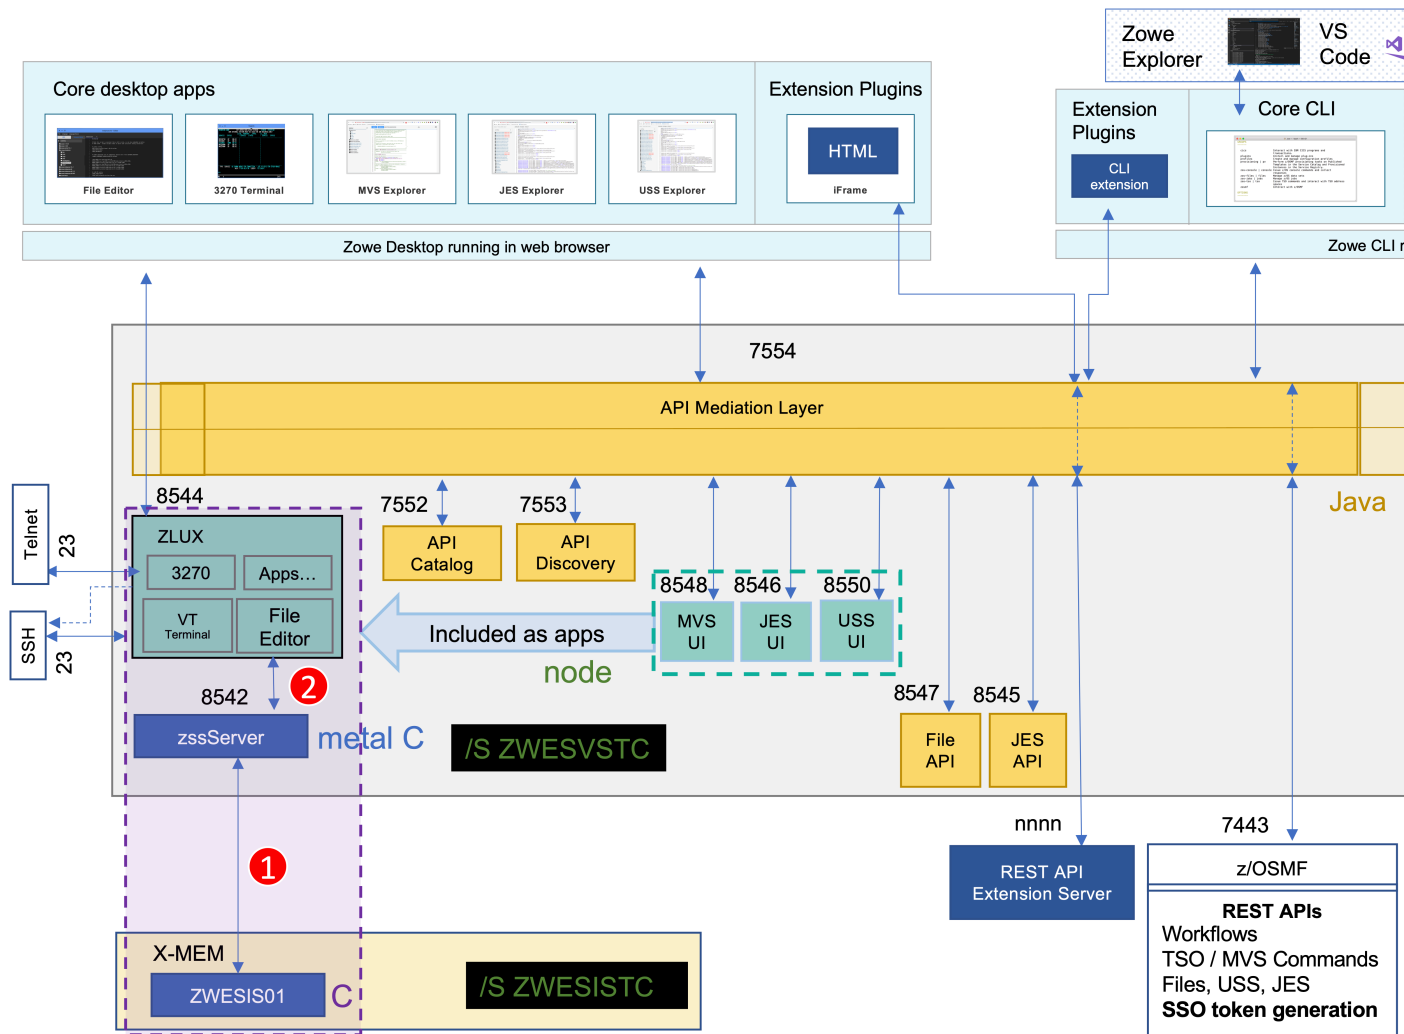 Zowe
Explorer
VS
Code
Core desktop apps
Extension Plugins
File Editor
3270 Terminal
MVS Explorer
JES Explorer
USS Explorer
HTML
iFrame
Extension
Plugins
CLI
extension
Core CLI
Zowe Desktop running in web browser
Zowe CLI r
7554
API Mediation Layer
Java
Telnet
23
SSH
23
8544
ZLUX
3270
Apps...
VT
Terminal
File
Editor
7552
API
Catalog
7553
API
Discovery
8548
MVS
UI
8546
JES
UI
8550
USS
UI
Included as apps
node
2
8542
zssServer
metal C
/S ZWESVSTC
8547
File
API
8545
JES
API
1
nnnn
REST API
Extension Server
7443
z/OSMF
REST APIs
Workflows
TSO / MVS Commands
Files, USS, JES
SSO token generation
X-MEM
ZWESIS01
C
/S ZWESISTC